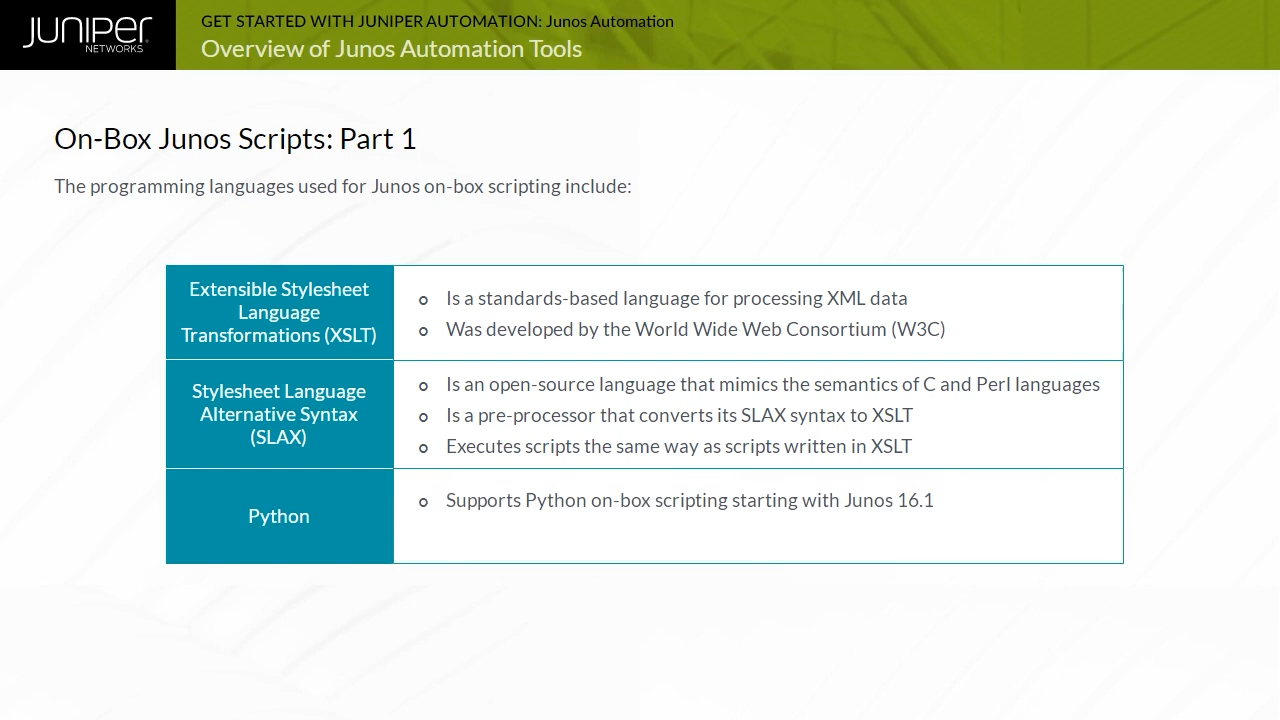 JUNIPER
NETWORKS
GET STARTED WITH JUNIPER AUTOMATION: Junos Automation
Overview of Junos Automation Tools
On-Box Junos Scripts: Part 1
The programming languages used for Junos on-box scripting include:
Extensible Stylesheet
Language
Transformations (XSLT)
Is a standards-based language for processing XML data
Was developed by the World Wide Web Consortium (W3C)
Stylesheet Language
Alternative Syntax
(SLAX)
Is an open-source language that mimics the semantics of C and Perl languages
Is a pre-processor that converts its SLAX syntax to XSLT
Executes scripts the same way as scripts written in XSLT
Python
Supports Python on-box scripting starting with Junos 16.1